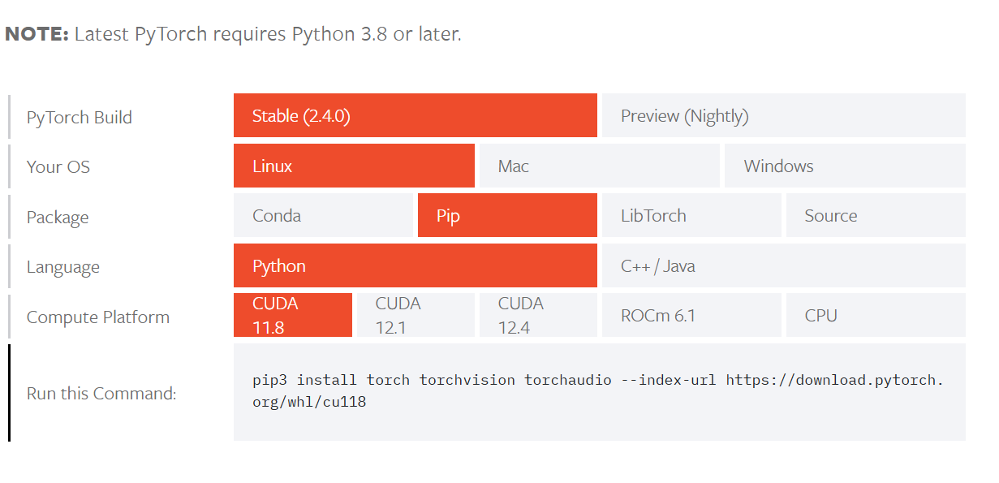 NOTE: Latest PyTorch requires Python 3.8 or later.
PyTorch Build
Stable (2.4.0)
Preview (Nightly)
Your OS
Linux
Mac
Windows
Package
Conda
Pip
LibTorch
Source
Language
Python
C++ / Java
Compute Platform
CUDA
11.8
CUDA
12.1
CUDA
12.4
ROCm 6.1
CPU
Run this Command:
pip3 install torch torchvision torchaudio --index-url https://download.pytorch.
org/whl/cu118